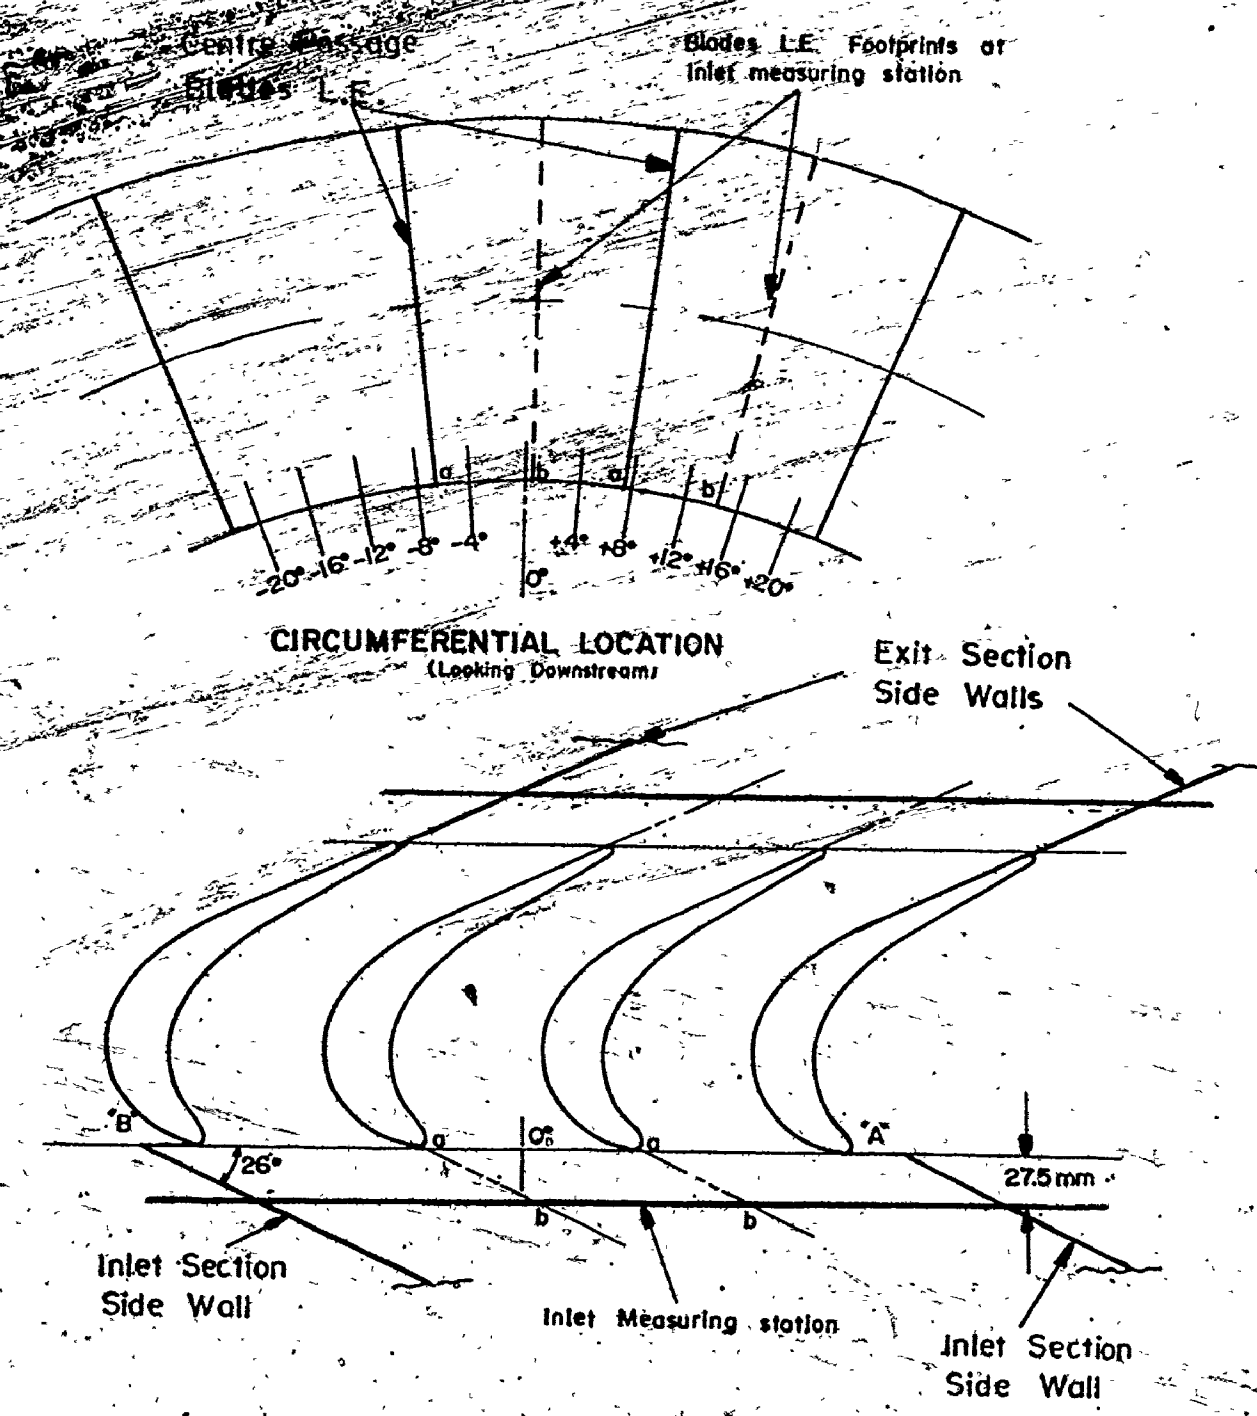 Centre Passage
Blades L.E.
Blades L.E. Footprints at
Inlet measuring station
a
b
a
b
-20° -16° -12° -8° -4° 0° +4° +8° +12° +16° +20°
CIRCUMFERENTIAL LOCATION
(Looking Downstream)
Exit Section
Side Walls
"B"
a
0°
a
"A"
26°
27.5 mm
b
b
Inlet Section
Side Wall
Inlet Measuring station
Inlet Section
Side Wall